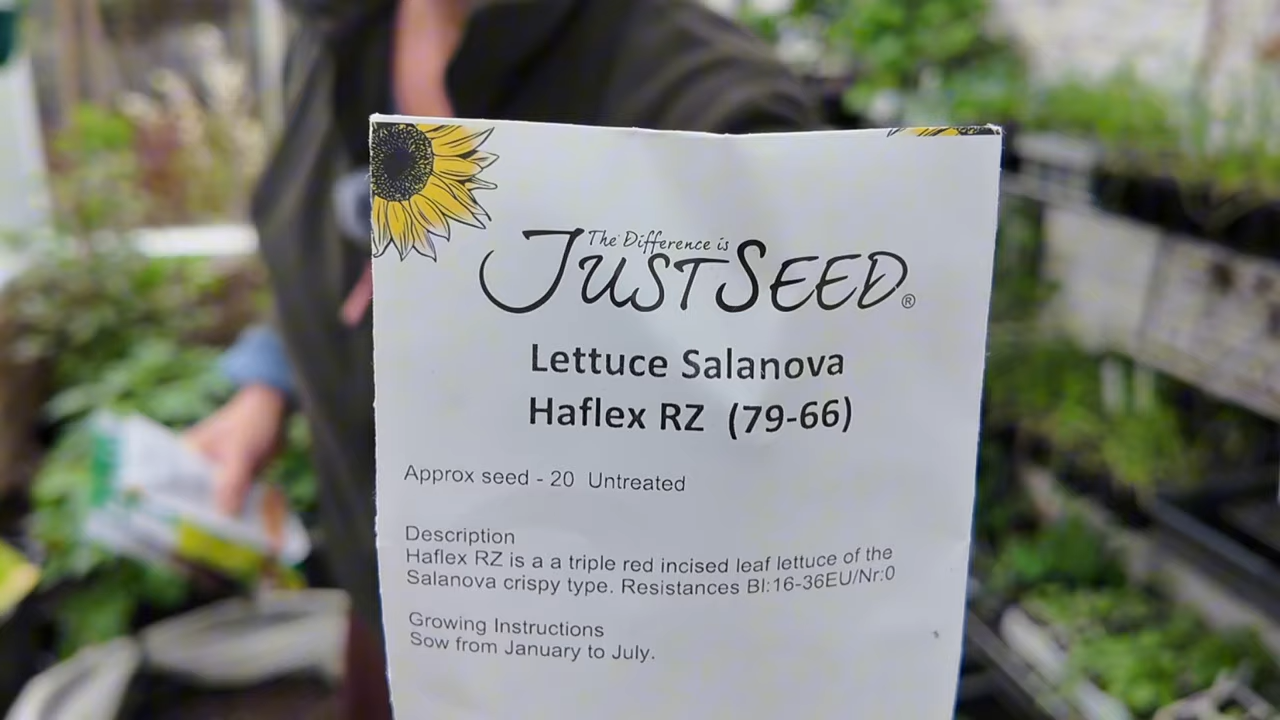 The Difference is
JUST SEED®
Lettuce Salanova
Haflex RZ (79-66)
Approx seed - 20 Untreated
Description
Haflex RZ is a a triple red incised leaf lettuce of the
Salanova crispy type. Resistances Bl:16-36EU/Nr:0
Growing Instructions
Sow from January to July.